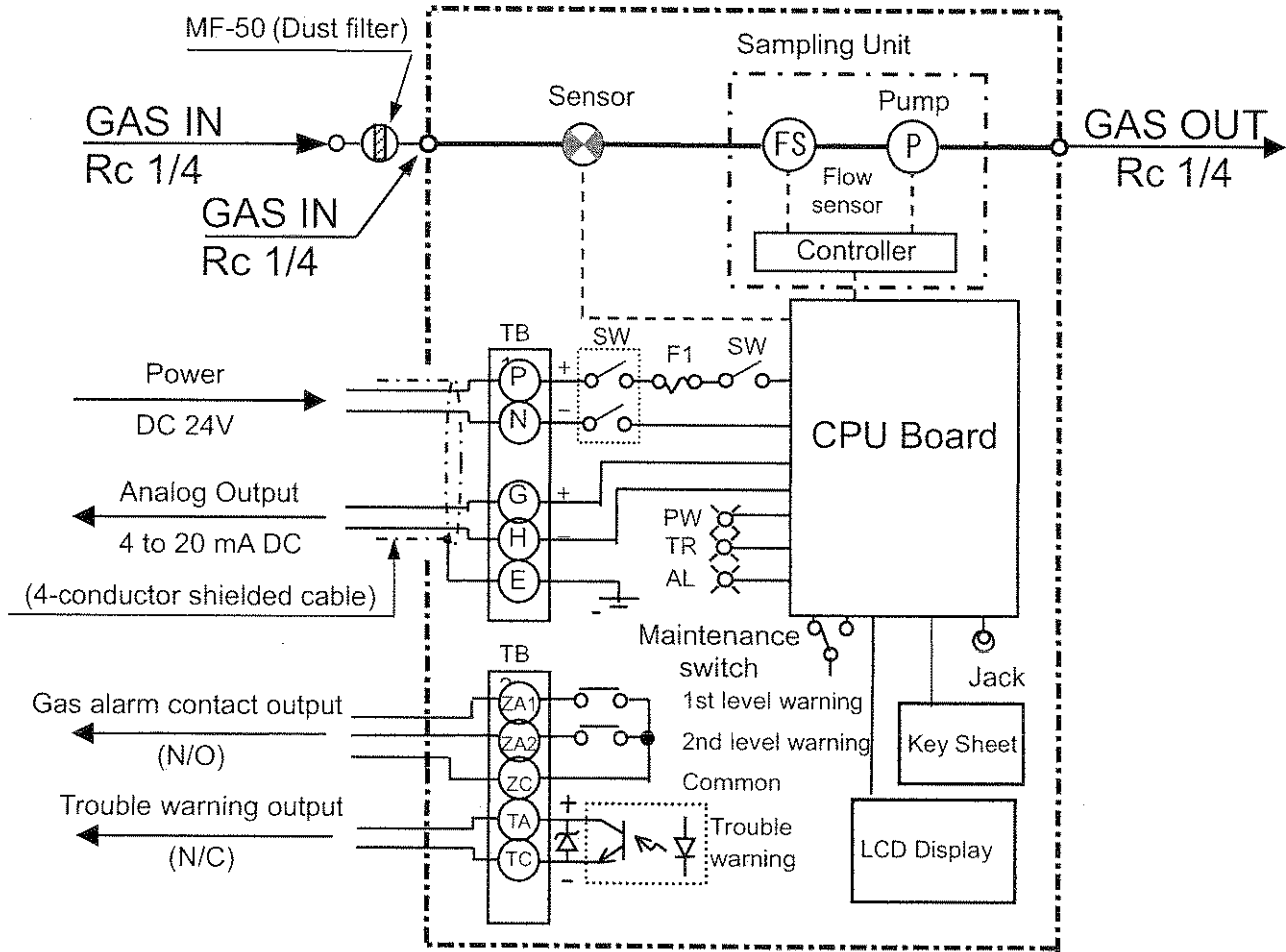 MF-50 (Dust filter)
Sampling Unit
Sensor
Pump
GAS IN
Rc 1/4
FS
P
GAS OUT
Rc 1/4
Flow
sensor
GAS IN
Rc 1/4
Controller
TB
1
SW
F1
SW
Power
DC 24V
P
+
N
−
CPU Board
Analog Output
4 to 20 mA DC
G
+
H
−
E
-
PW
TR
AL
(4-conductor shielded cable)
Maintenance
switch
Jack
TB
2
Gas alarm contact output
(N/O)
ZA1
1st level warning
ZA2
2nd level warning
ZC
Common
Key Sheet
Trouble warning output
(N/C)
TA
+
TC
-
Trouble
warning
LCD Display